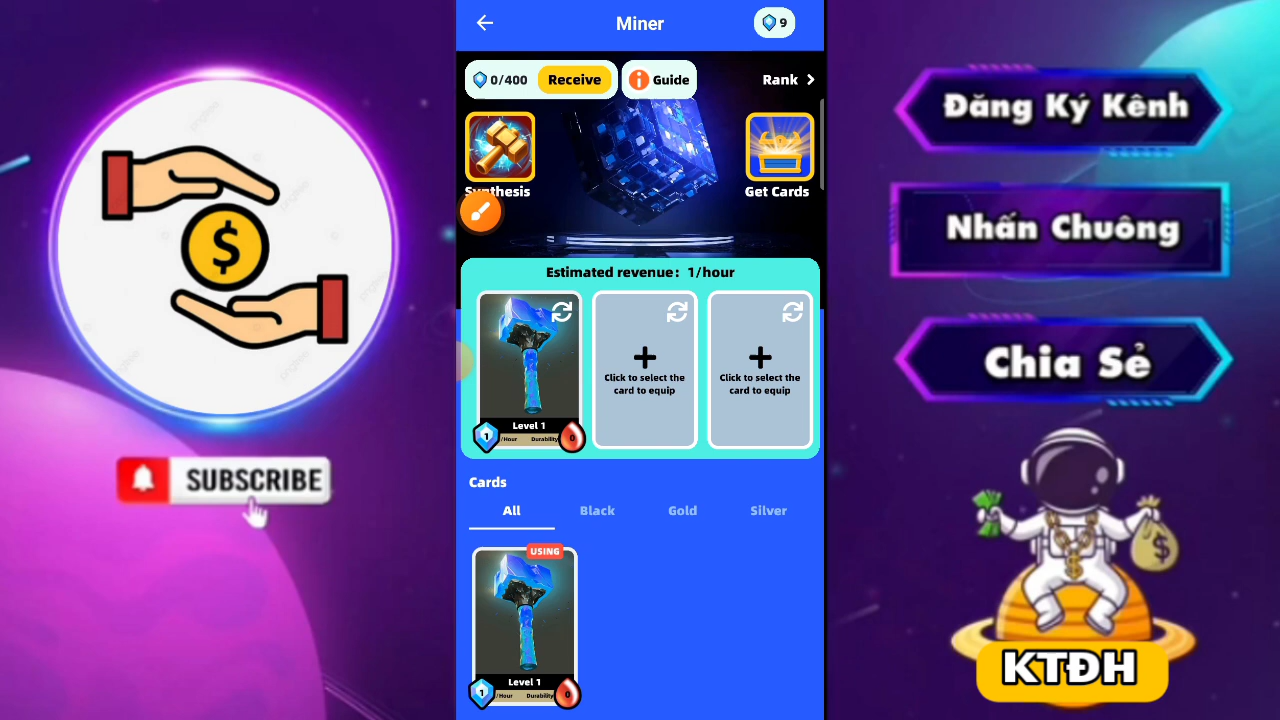 Miner
9
0/400
Receive
Guide
Rank
Synthesis
Get Cards
Estimated revenue: 1/hour
Click to select the
card to equip
Click to select the
card to equip
Level 1
1
/Hour
Durability
0
Cards
All
Black
Gold
Silver
USING
Level 1
1
/Hour
Durability
0
SUBSCRIBE
Đăng Ký Kênh
Nhấn Chuông
Chia Sẻ
KTĐH